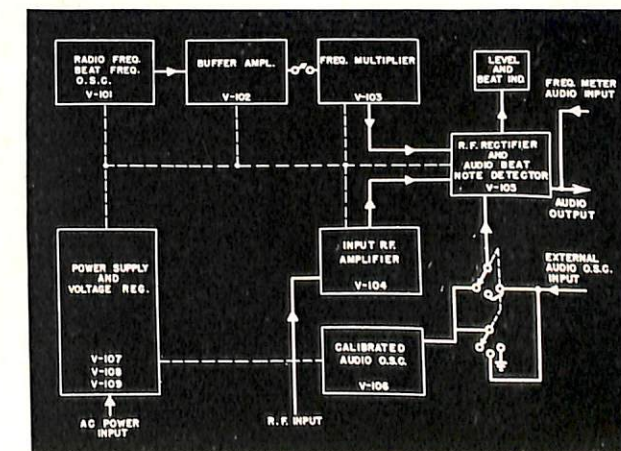 RADIO FREQ.
BEAT FREQ.
O.S.C.
V-101
BUFFER AMPL.
V-102
FREQ. MULTIPLIER
V-103
LEVEL
AND
BEAT IND.
FREQ. METER
AUDIO INPUT
R.F. RECTIFIER
AND
AUDIO BEAT
NOTE DETECTOR
V-105
AUDIO
OUTPUT
POWER SUPPLY
AND
VOLTAGE REG.
V-107
V-108
V-109
INPUT R.F.
AMPLIFIER
V-104
EXTERNAL
AUDIO O.S.C.
INPUT
CALIBRATED
AUDIO O.S.C.
V-106
AC POWER
INPUT
R.F. INPUT